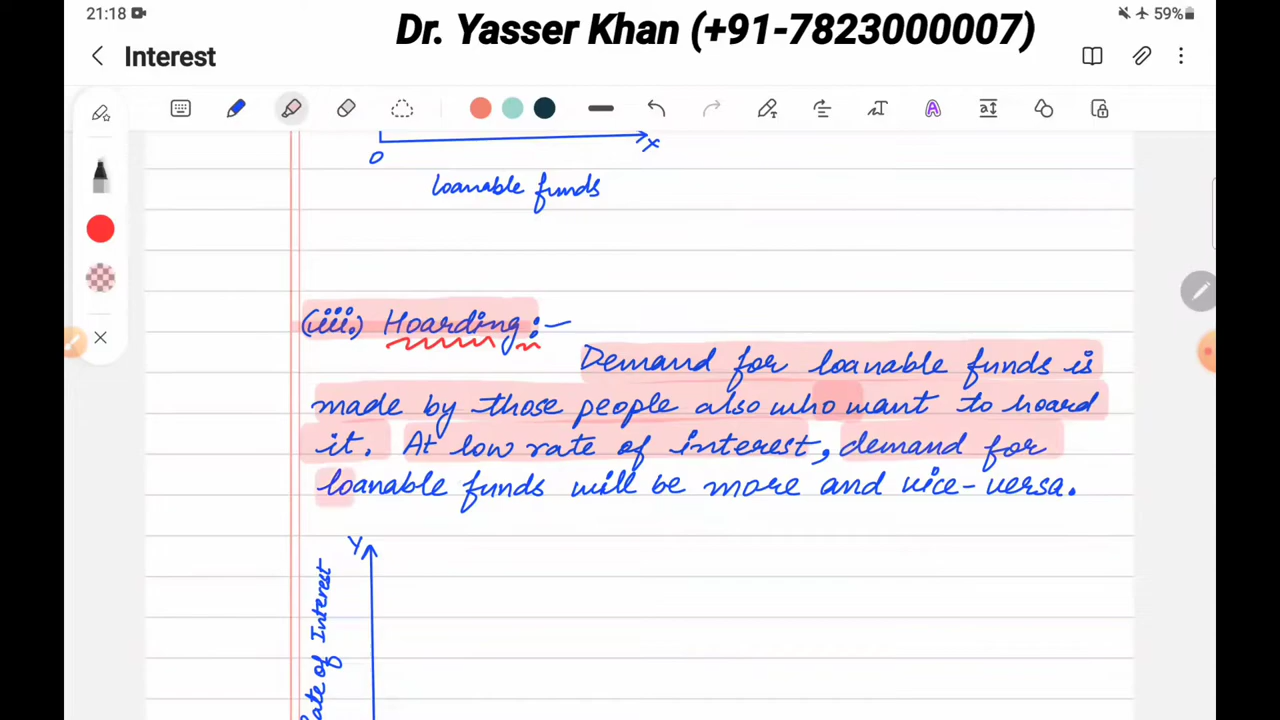 21:18
59%
Dr. Yasser Khan (+91-7823000007)
Interest
O
X
loanable funds
(iii.) Hoarding :-
Demand for loanable funds is
made by those people also who want to hoard
it. At low rate of interest, demand for
loanable funds will be more and vice-versa.
Y
Rate of Interest